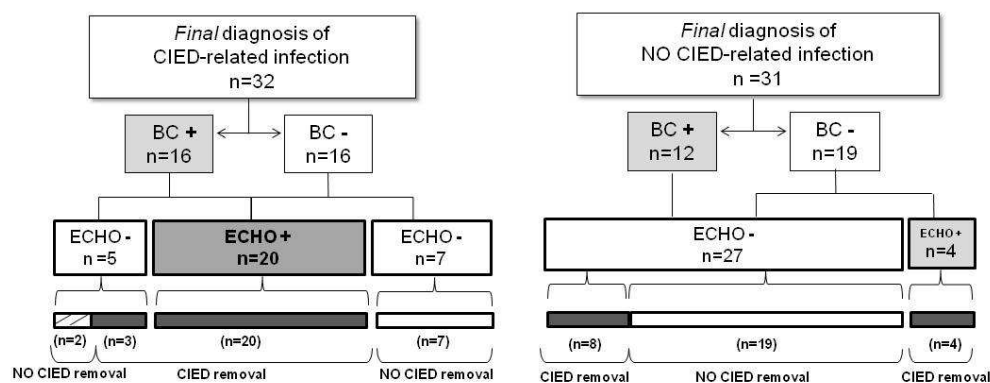 Final diagnosis of
CIED-related infection
n=32
BC +
n=16
BC -
n=16
ECHO -
n =5
ECHO +
n=20
ECHO -
n=7
(n=2)
(n=3)
(n=20)
(n=7)
NO CIED removal
CIED removal
NO CIED removal
Final diagnosis of
NO CIED-related infection
n =31
BC +
n=12
BC -
n=19
ECHO -
n=27
ECHO +
n=4
(n=8)
(n=19)
(n=4)
CIED removal
NO CIED removal
CIED removal